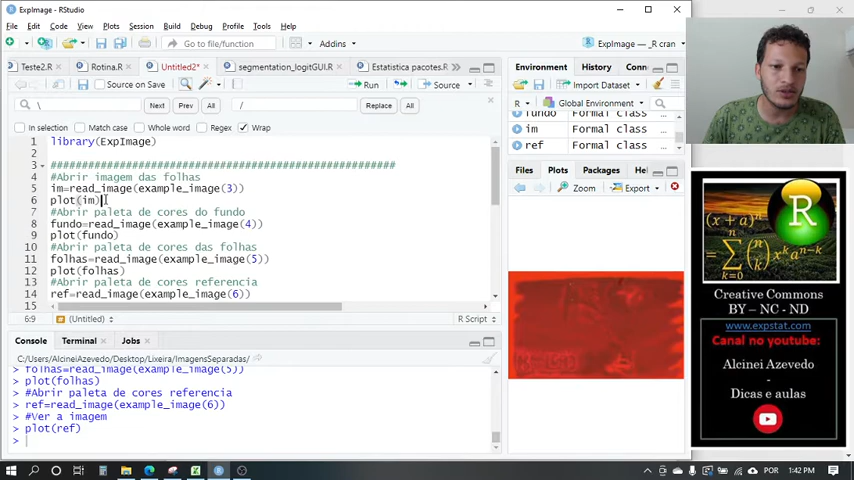 ExpImage - RStudio
File Edit Code View Plots Session Build Debug Profile Tools Help
Go to file/function
Addins
ExpImage — _R cran
Teste2.R
Rotina.R
Untitled2*
segmentation_logitGUI.R
Estatistica pacotes.R
Source on Save
Run
Source
\
Next
Prev
All
/
Replace
All
In selection
Match case
Whole word
Regex
Wrap
1 library(ExpImage)
2
3 #######################################################
4 #Abrir imagem das folhas
5 im=read_image(example_image(3))
6 plot(im)
7 #Abrir paleta de cores do fundo
8 fundo=read_image(example_image(4))
9 plot(fundo)
10 #Abrir paleta de cores das folhas
11 folhas=read_image(example_image(5))
12 plot(folhas)
13 #Abrir paleta de cores referencia
14 ref=read_image(example_image(6))
15
6:9
(Untitled)
R Script
Console
Terminal
Jobs
C:/Users/AlcineiAzevedo/Desktop/Lixeira/ImagensSeparadas/
> folhas=read_image(example_image(5))
> plot(folhas)
> #Abrir paleta de cores referencia
> ref=read_image(example_image(6))
> #Ver a imagem
> plot(ref)
>
Environment
History
Import Dataset
R
Global Environment
fundo Formal class
im Formal class
ref Formal class
Files
Plots
Packages
Zoom
Export
(x + a)^n
= ∑ (n k) x^k a^(n−k)
n
k=0
R
Creative Commons
BY – NC - ND
www.expstat.com
Canal no youtube:
Alcinei Azevedo
-
Dicas e aulas
POR
1:42 PM